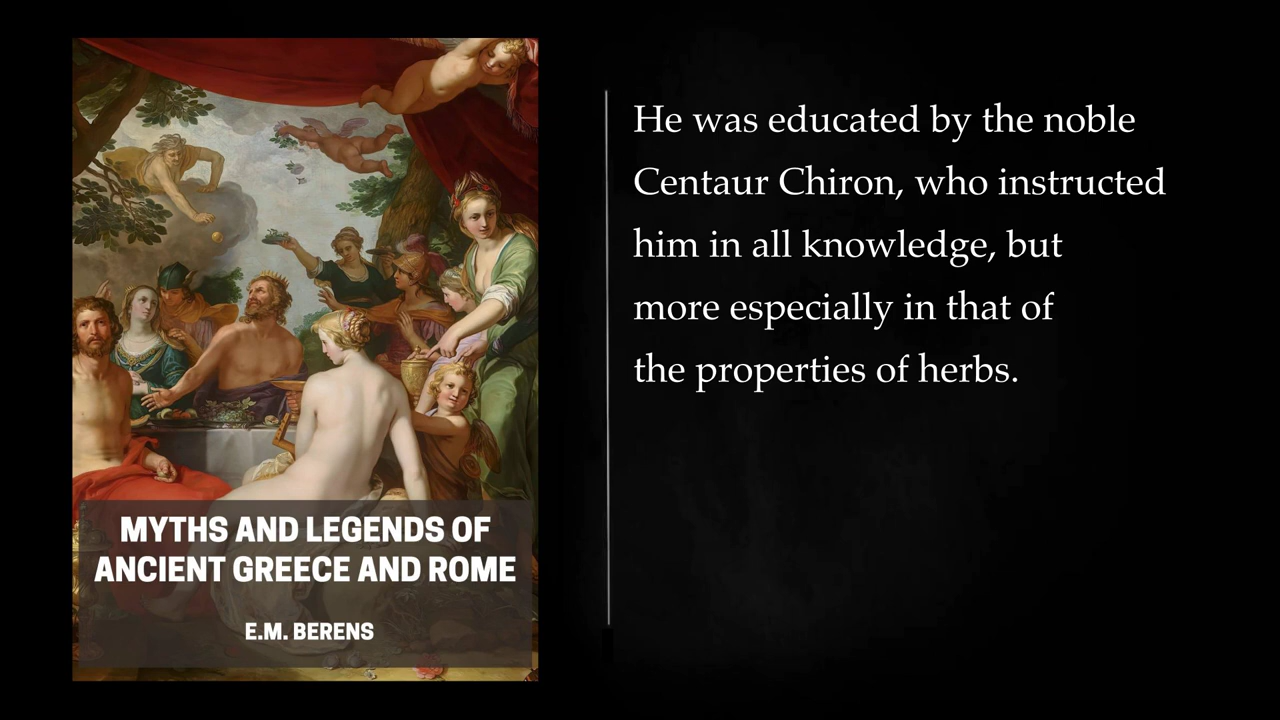 MYTHS AND LEGENDS OF
ANCIENT GREECE AND ROME
E.M. BERENS
He was educated by the noble
Centaur Chiron, who instructed
him in all knowledge, but
more especially in that of
the properties of herbs.